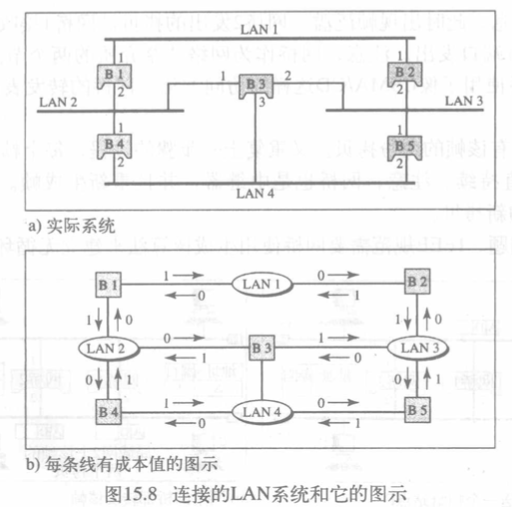 LAN 1
1 1
B 1 B 2
2 2
1 B 3 2
LAN 2 3 LAN 3
1 1
B 4 B 5
2 2
LAN 4
a) 实际系统
B 1 1 0 LAN 1 0 1 B 2
1 0 1 0
LAN 2 0 1 B 3 1 0 LAN 3
0 1 0 1
B 4 1 0 LAN 4 0 1 B 5
b) 每条线有成本值的图示
图15.8 连接的LAN系统和它的图示